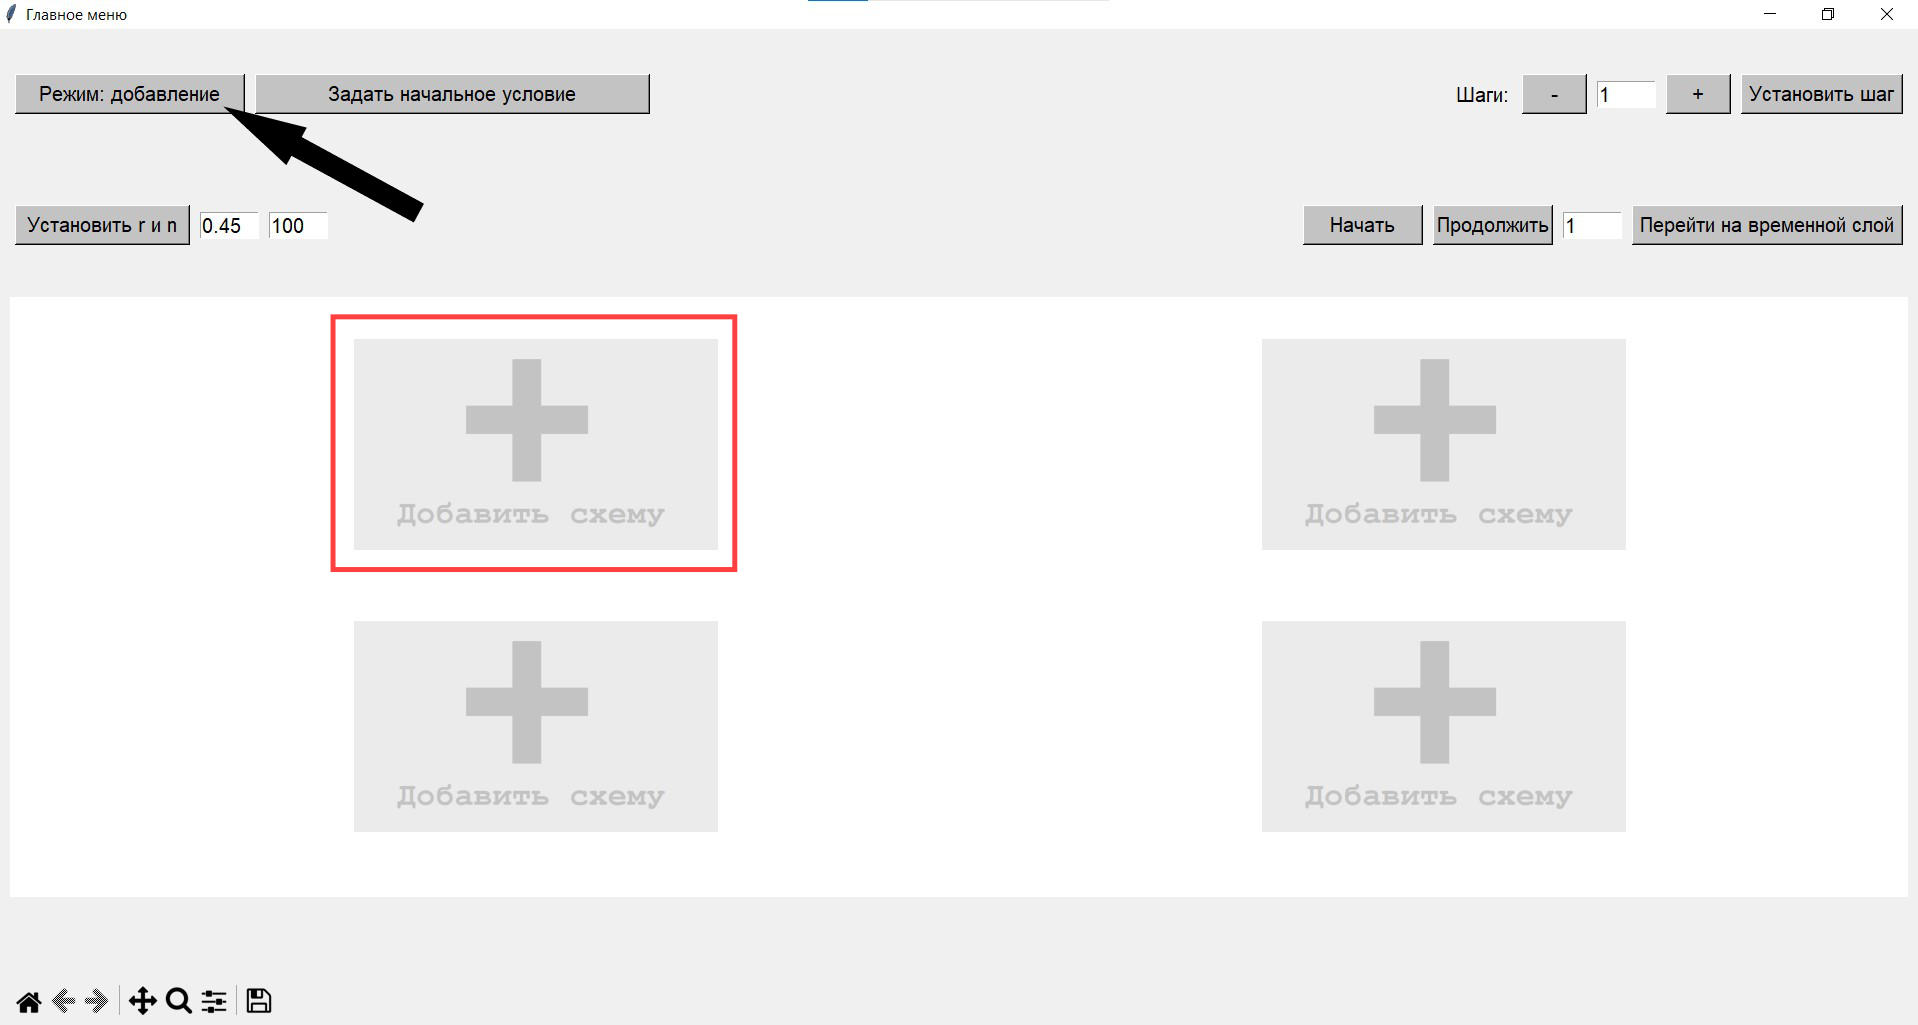 Главное меню
Режим: добавление Задать начальное условие Шаги: - 1 + Установить шаг
Установить r и n 0.45 100 Начать Продолжить 1 Перейти на временной слой
Добавить схему Добавить схему
Добавить схему Добавить схему